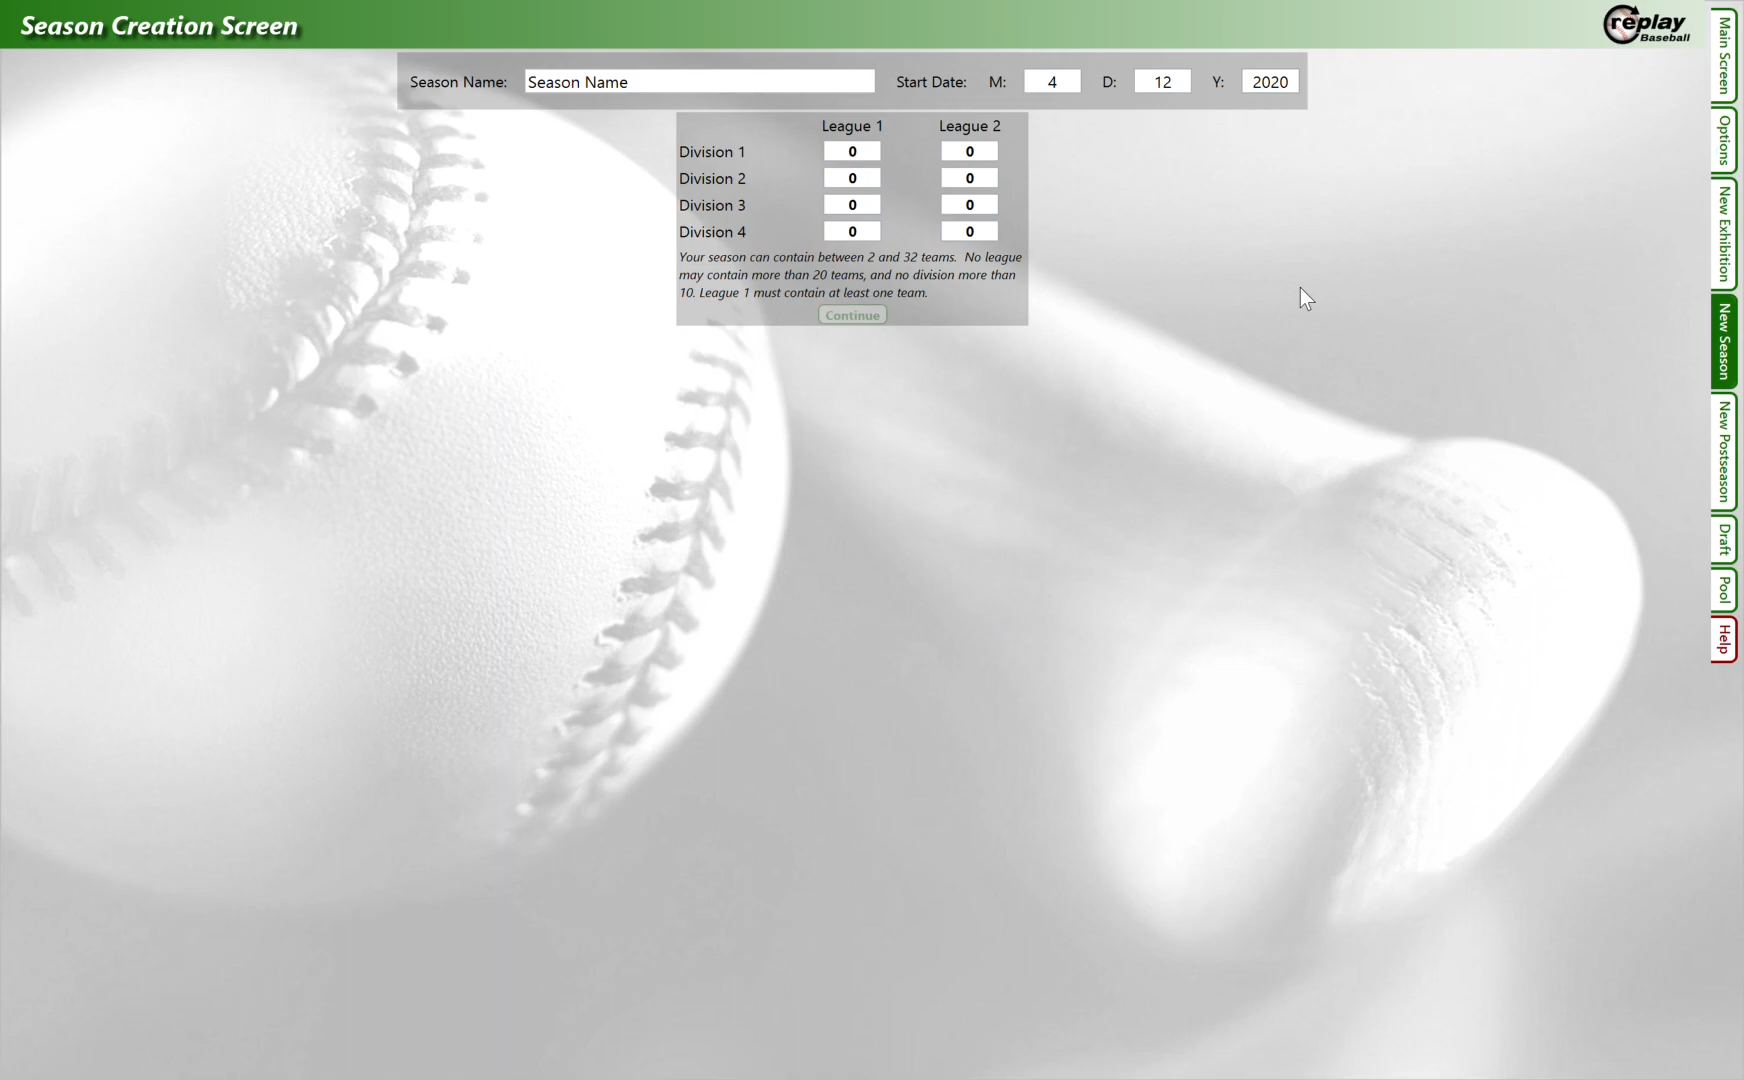 Season Creation Screen
replay
Baseball
Season Name: Season Name Start Date: M: 4 D: 12 Y: 2020
League 1 League 2
Division 1 0 0
Division 2 0 0
Division 3 0 0
Division 4 0 0
Your season can contain between 2 and 32 teams. No league
may contain more than 20 teams, and no division more than
10. League 1 must contain at least one team.
Continue
Main Screen
Options
New Exhibition
New Season
New Postseason
Draft
Pool
Help